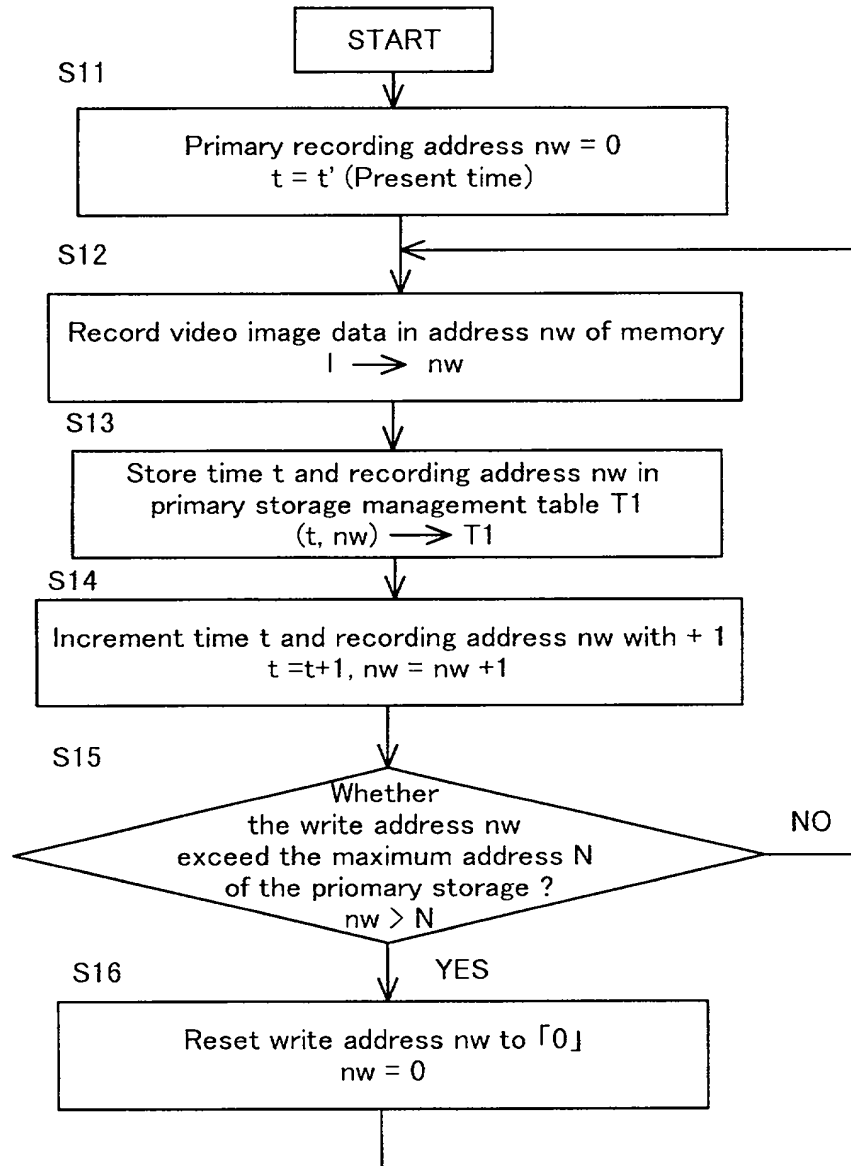 START
S11
Primary recording address nw = 0
t = t' (Present time)
S12
Record video image data in address nw of memory
I → nw
S13
Store time t and recording address nw in
primary storage management table T1
(t, nw) → T1
S14
Increment time t and recording address nw with + 1
t =t+1, nw = nw +1
S15
Whether
the write address nw
exceed the maximum address N
of the priomary storage ?
nw > N
NO
YES
S16
Reset write address nw to「0」
nw = 0